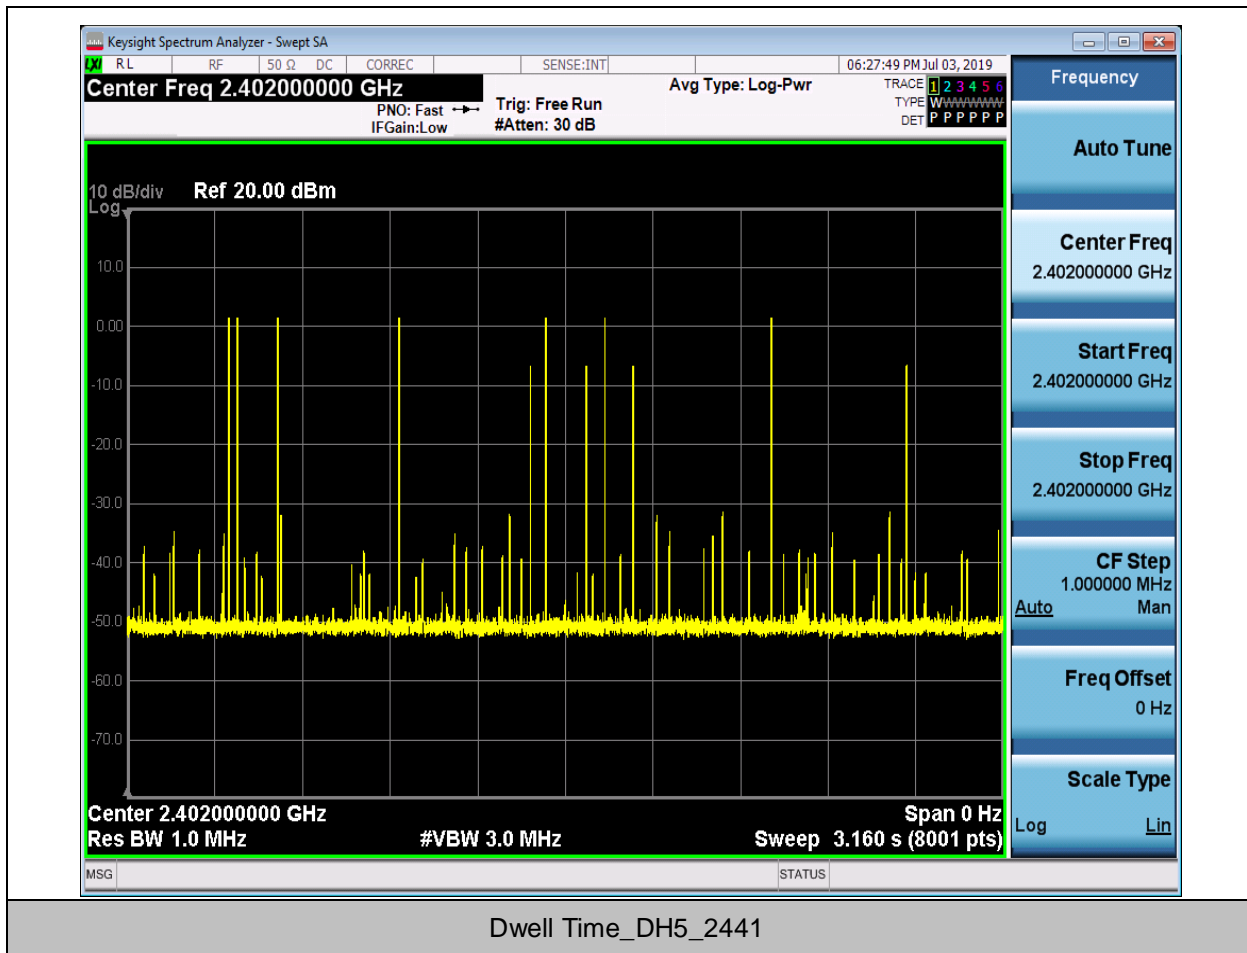 Keysight Spectrum Analyzer - Swept SA
LXI RL RF 50 Ω DC CORREC SENSE:INT 06:27:49 PM Jul 03, 2019
Center Freq 2.402000000 GHz
PNO: Fast
IFGain:Low
Trig: Free Run
#Atten: 30 dB
Avg Type: Log-Pwr
TRACE 1 2 3 4 5 6
TYPE WWWWWW
DET P P P P P P
10 dB/div Ref 20.00 dBm
Log
10.0
0.00
-10.0
-20.0
-30.0
-40.0
-50.0
-60.0
-70.0
Center 2.402000000 GHz Span 0 Hz
Res BW 1.0 MHz #VBW 3.0 MHz Sweep 3.160 s (8001 pts)
MSG STATUS
Frequency
Auto Tune
Center Freq
2.402000000 GHz
Start Freq
2.402000000 GHz
Stop Freq
2.402000000 GHz
CF Step
1.000000 MHz
Auto Man
Freq Offset
0 Hz
Scale Type
Log Lin
Dwell Time_DH5_2441